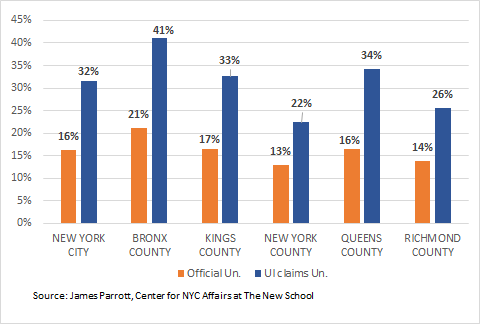 45%
40%
35%
30%
25%
20%
15%
10%
5%
0%
16%
32%
21%
41%
17%
33%
13%
22%
16%
34%
14%
26%
NEW YORK
CITY
BRONX
COUNTY
KINGS
COUNTY
NEW YORK
COUNTY
QUEENS
COUNTY
RICHMOND
COUNTY
Official Un.
UI claims Un.
Source: James Parrott, Center for NYC Affairs at The New School